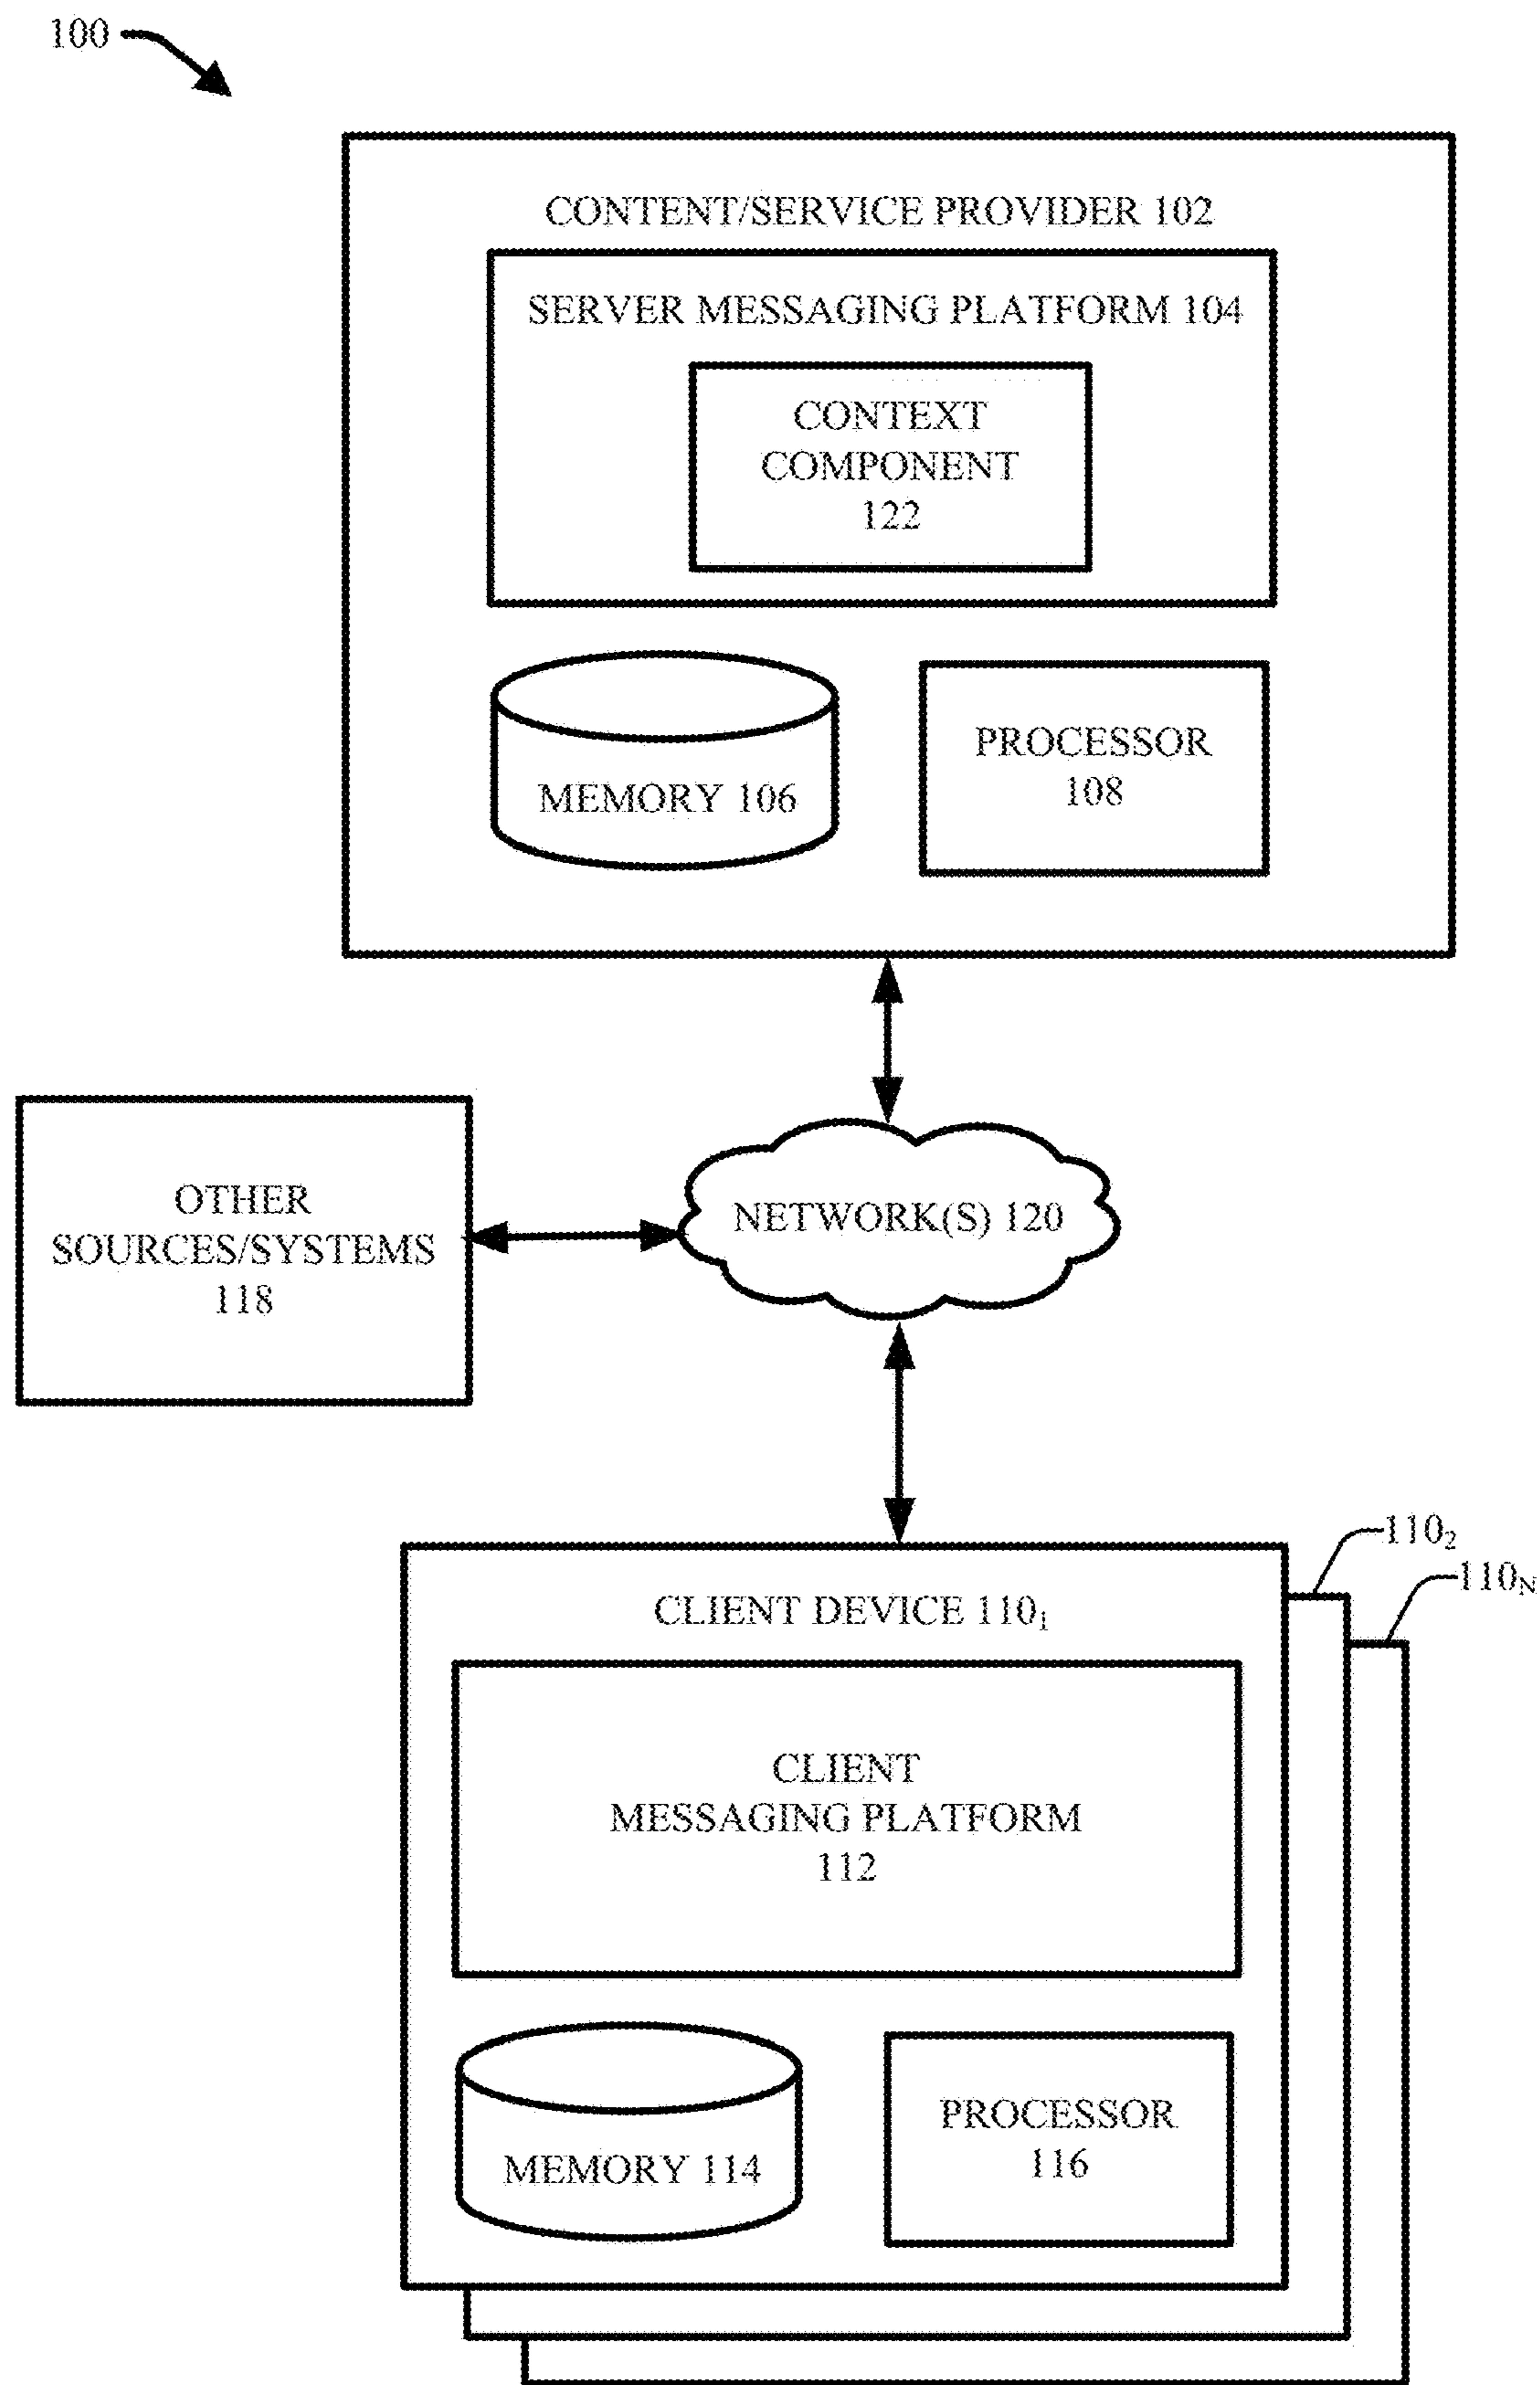 100
CONTENT/SERVICE PROVIDER 102
SERVER MESSAGING PLATFORM 104
CONTEXT
COMPONENT
122
MEMORY 106
PROCESSOR
108
OTHER
SOURCES/SYSTEMS
118
NETWORK(S) 120
110₂
110_N
CLIENT DEVICE 110₁
CLIENT
MESSAGING PLATFORM
112
MEMORY 114
PROCESSOR
116